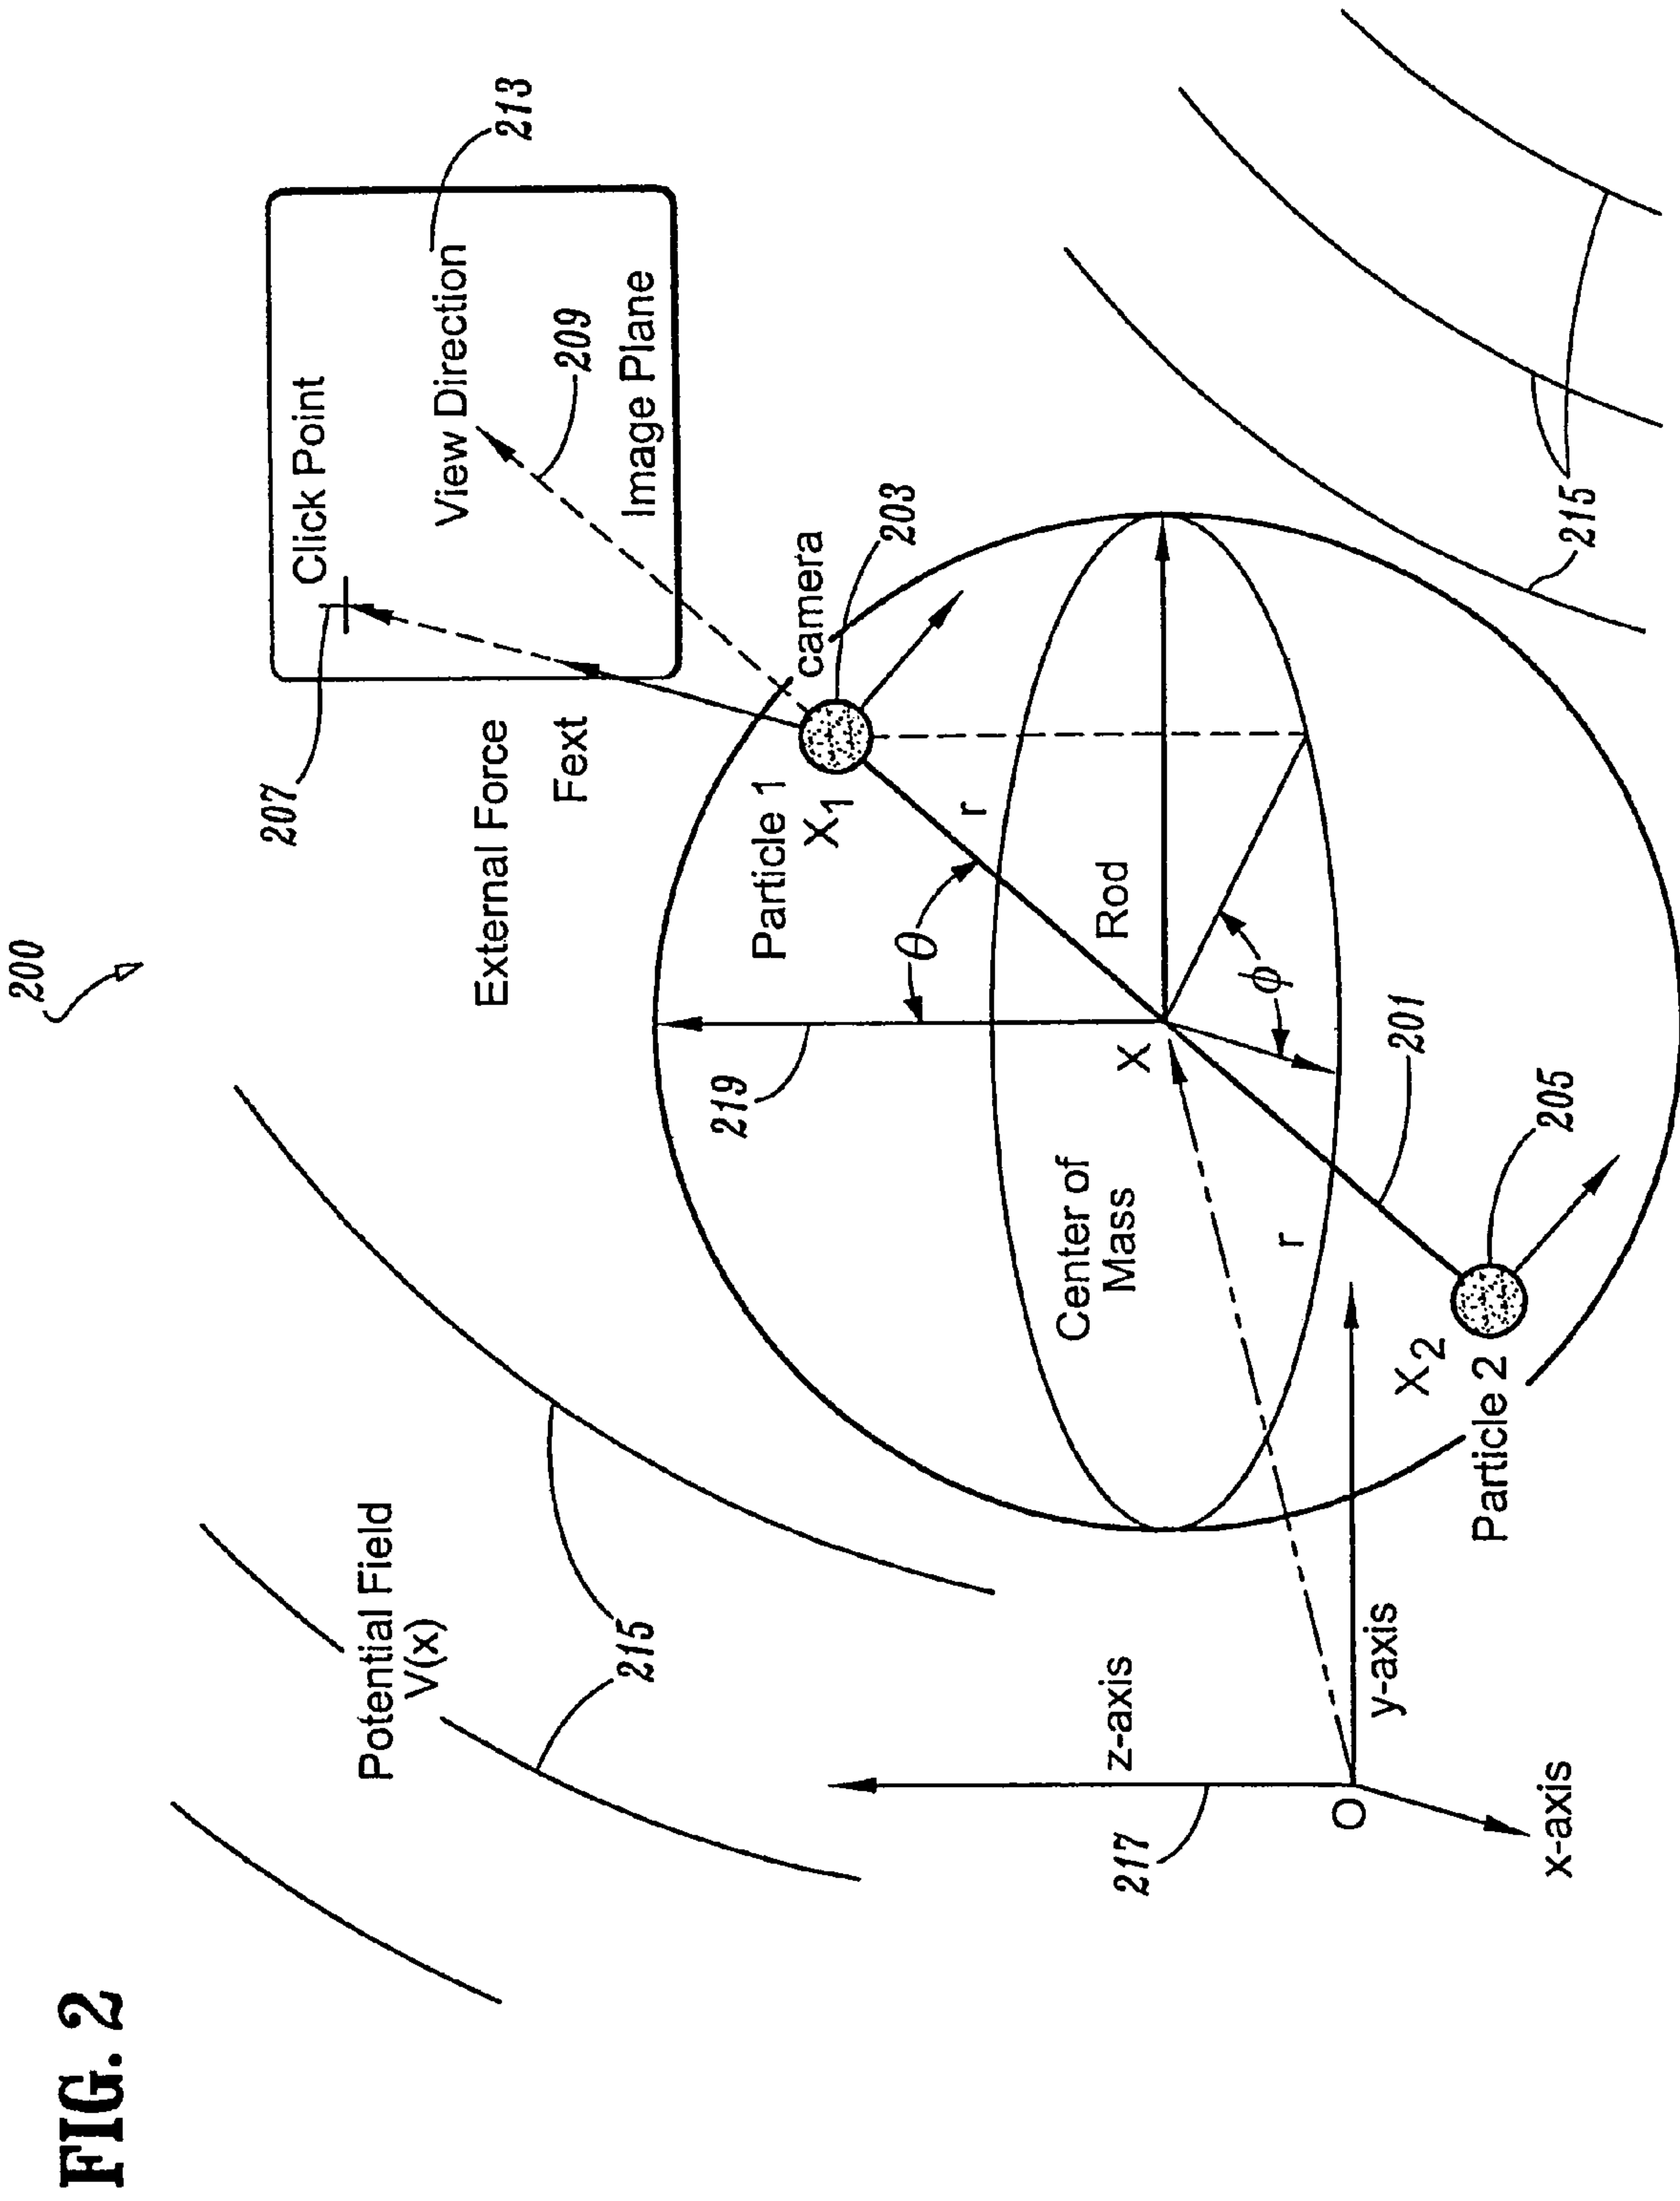 FIG. 2
200
Potential Field
V(x)
215
External Force
Fext
207
Click Point
View Direction
213
209
Image Plane
camera
203
Particle 1
X1
r
θ
219
Rod
X
Center of
Mass
ϕ
201
r
205
X2
Particle 2
z-axis
217
O
y-axis
x-axis
215